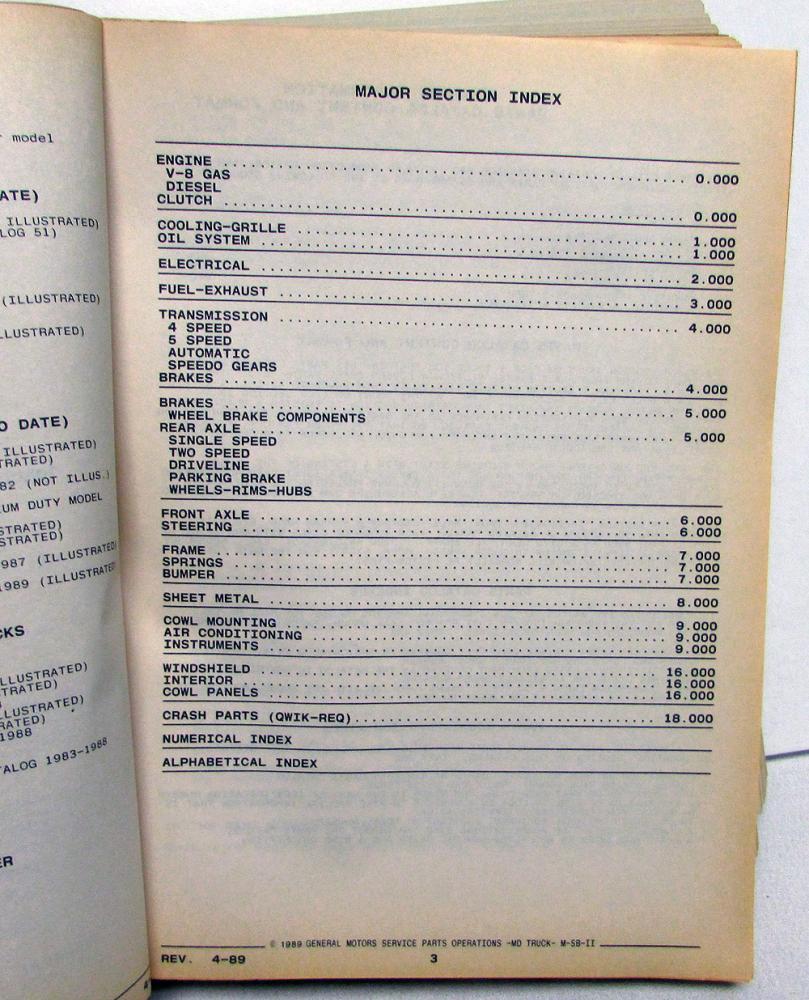 model
ATE)
ILLUSTRATED)
LOG 51)
(ILLUSTRATED)
LLUSTRATED)
O DATE)
ILLUSTRATED)
TRATED)
82 (NOT ILLUS.)
UM DUTY MODEL
STRATED)
STRATED)
1987 (ILLUSTRATED)
1989 (ILLUSTRATED
CKS
LLUSTRATED)
TRATED)
LUSTRATED)
RATED)
1988
ALOG 1983-1988
ER
MAJOR SECTION INDEX
ENGINE ........ 0.000
V-8 GAS
DIESEL
CLUTCH ........ 0.000
COOLING-GRILLE ........ 1.000
OIL SYSTEM ........ 1.000
ELECTRICAL ........ 2.000
FUEL-EXHAUST ........ 3.000
TRANSMISSION ........ 4.000
4 SPEED
5 SPEED
AUTOMATIC
SPEEDO GEARS
BRAKES ........ 4.000
BRAKES ........ 5.000
WHEEL BRAKE COMPONENTS
REAR AXLE ........ 5.000
SINGLE SPEED
TWO SPEED
DRIVELINE
PARKING BRAKE
WHEELS-RIMS-HUBS
FRONT AXLE ........ 6.000
STEERING ........ 6.000
FRAME ........ 7.000
SPRINGS ........ 7.000
BUMPER ........ 7.000
SHEET METAL ........ 8.000
COWL MOUNTING ........ 9.000
AIR CONDITIONING ........ 9.000
INSTRUMENTS ........ 9.000
WINDSHIELD ........ 16.000
INTERIOR ........ 16.000
COWL PANELS ........ 16.000
CRASH PARTS (QWIK-REQ) ........ 18.000
NUMERICAL INDEX
ALPHABETICAL INDEX
© 1989 GENERAL MOTORS SERVICE PARTS OPERATIONS -MD TRUCK- M-SB-II
REV. 4-89 3